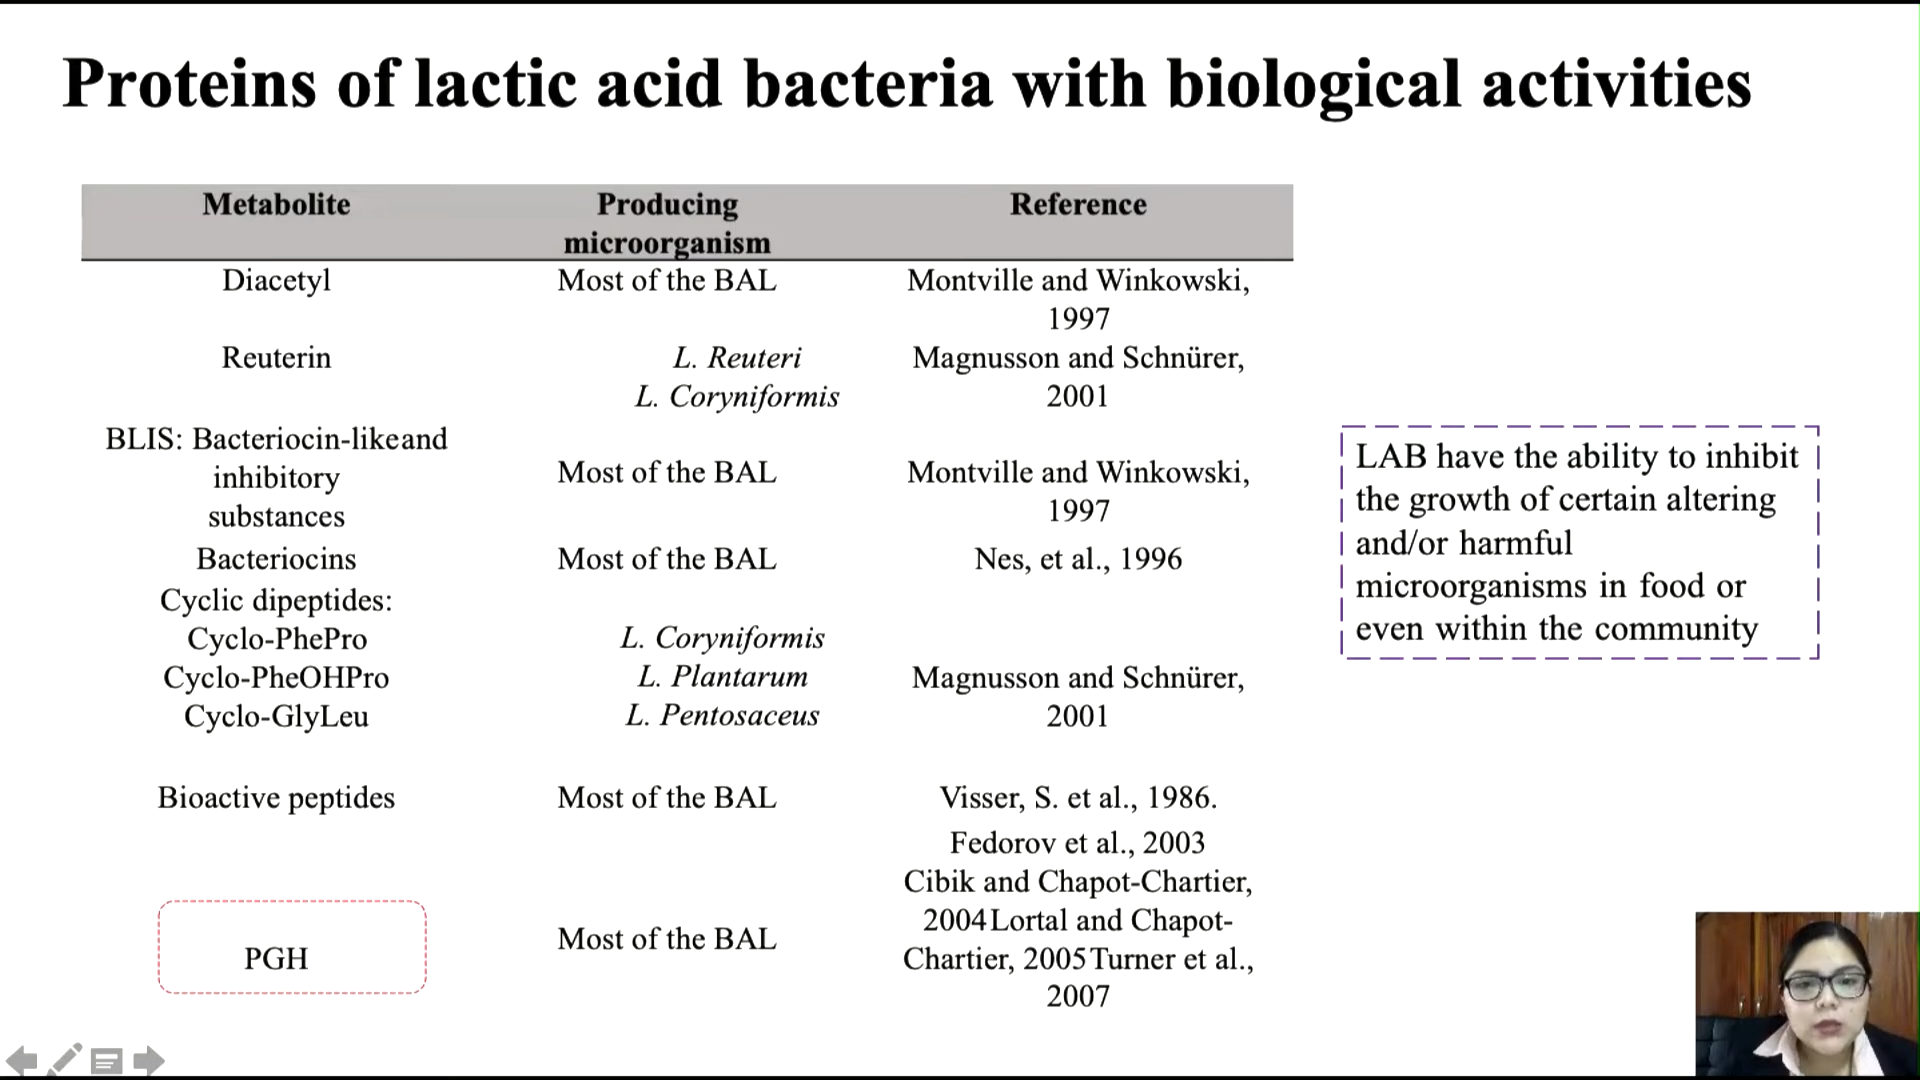 Proteins of lactic acid bacteria with biological activities
Metabolite
Producing
microorganism
Reference
Diacetyl
Most of the BAL
Montville and Winkowski,
1997
Reuterin
L. Reuteri
L. Coryniformis
Magnusson and Schnürer,
2001
BLIS: Bacteriocin-likeand
inhibitory
substances
Most of the BAL
Montville and Winkowski,
1997
Bacteriocins
Most of the BAL
Nes, et al., 1996
Cyclic dipeptides:
Cyclo-PhePro
Cyclo-PheOHPro
Cyclo-GlyLeu
L. Coryniformis
L. Plantarum
L. Pentosaceus
Magnusson and Schnürer,
2001
Bioactive peptides
Most of the BAL
Visser, S. et al., 1986.
PGH
Most of the BAL
Fedorov et al., 2003
Cibik and Chapot-Chartier,
2004Lortal and Chapot-
Chartier, 2005Turner et al.,
2007
LAB have the ability to inhibit
the growth of certain altering
and/or harmful
microorganisms in food or
even within the community